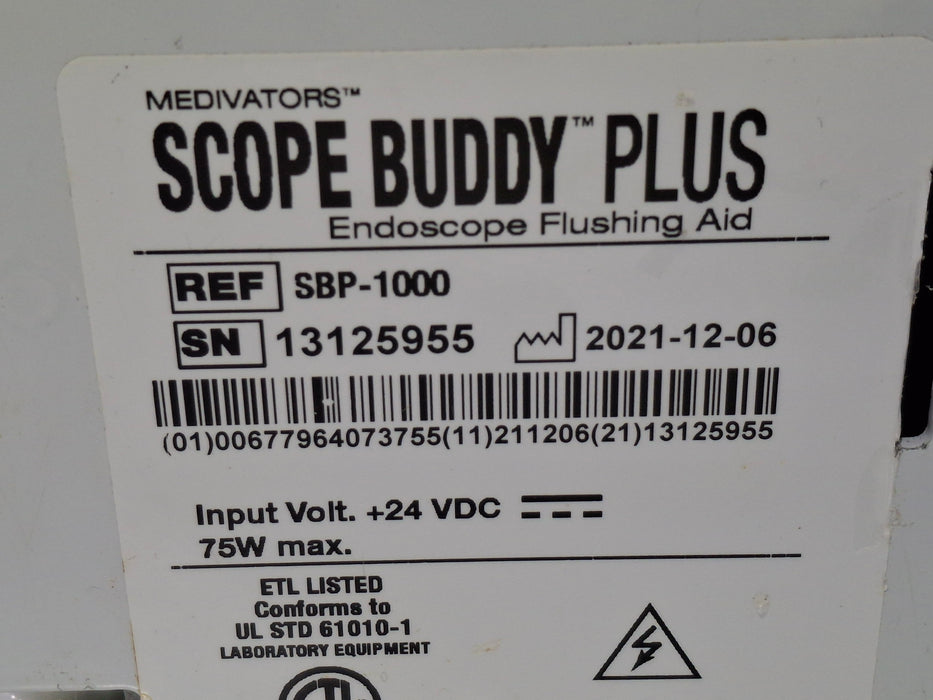 MEDIVATORS™
SCOPE BUDDY™ PLUS
Endoscope Flushing Aid
REF SBP-1000
SN 13125955 2021-12-06
(01)00677964073755(11)211206(21)13125955
Input Volt. +24 VDC
75W max.
ETL LISTED
Conforms to
UL STD 61010-1
LABORATORY EQUIPMENT